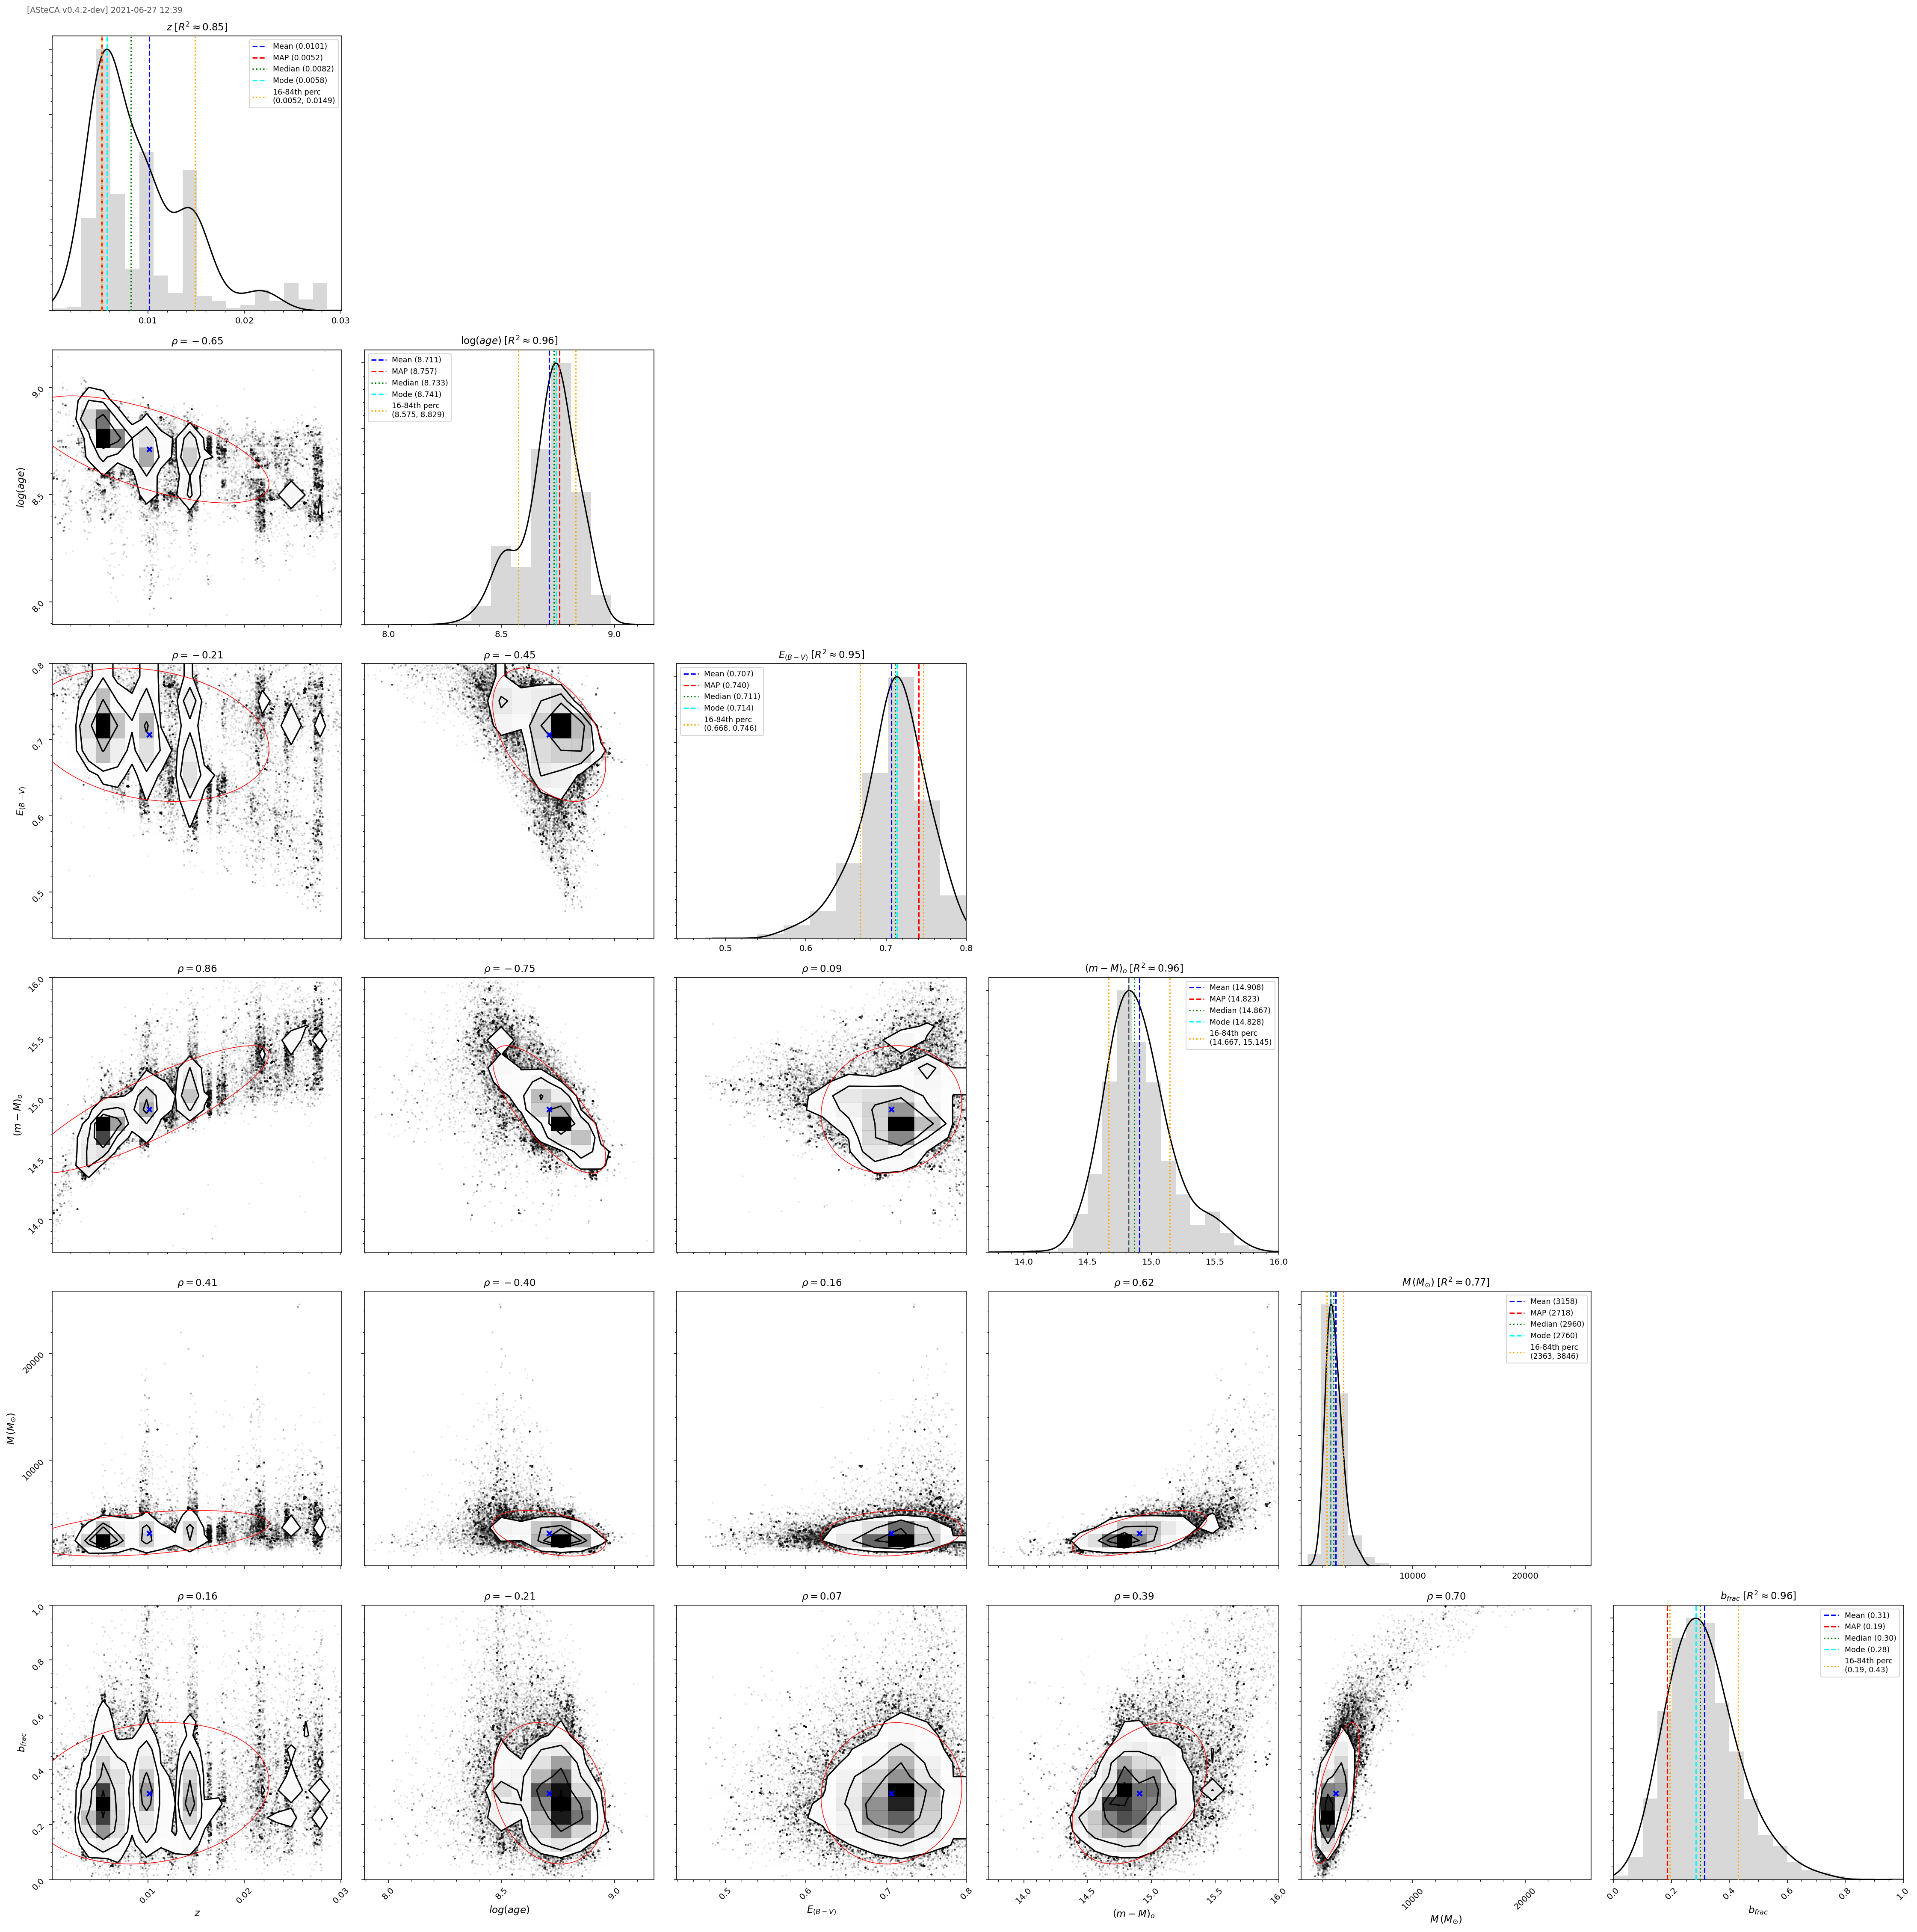 [ASteCA v0.4.2-dev] 2021-06-27 12:39
z [R² ≈ 0.85]
Mean (0.0101)
MAP (0.0052)
Median (0.0082)
Mode (0.0058)
16-84th perc
(0.0052, 0.0149)
0.01 0.02 0.03
ρ = −0.65
log(age) [R² ≈ 0.96]
Mean (8.711)
MAP (8.757)
Median (8.733)
Mode (8.741)
16-84th perc
(8.575, 8.829)
9.0
8.5
8.0
log(age)
8.0 8.5 9.0
ρ = −0.21
ρ = −0.45
E(B−V) [R² ≈ 0.95]
Mean (0.707)
MAP (0.740)
Median (0.711)
Mode (0.714)
16-84th perc
(0.668, 0.746)
0.8
0.7
0.6
0.5
E(B−V)
0.5 0.6 0.7 0.8
ρ = 0.86
ρ = −0.75
ρ = 0.09
(m − M)o [R² ≈ 0.96]
Mean (14.908)
MAP (14.823)
Median (14.867)
Mode (14.828)
16-84th perc
(14.667, 15.145)
16.0
15.5
15.0
14.5
14.0
(m − M)o
14.0 14.5 15.0 15.5 16.0
ρ = 0.41
ρ = −0.40
ρ = 0.16
ρ = 0.62
M (M⊙) [R² ≈ 0.77]
Mean (3158)
MAP (2718)
Median (2960)
Mode (2760)
16-84th perc
(2363, 3846)
20000
10000
M (M⊙)
10000 20000
ρ = 0.16
ρ = −0.21
ρ = 0.07
ρ = 0.39
ρ = 0.70
bfrac [R² ≈ 0.96]
Mean (0.31)
MAP (0.19)
Median (0.30)
Mode (0.28)
16-84th perc
(0.19, 0.43)
1.0
0.8
0.6
0.4
0.2
0.0
bfrac
0.01 0.02 0.03
8.0 8.5 9.0
0.5 0.6 0.7 0.8
14.0 14.5 15.0 15.5 16.0
10000 20000
0.0 0.2 0.4 0.6 0.8 1.0
z
log(age)
E(B−V)
(m − M)o
M (M⊙)
bfrac